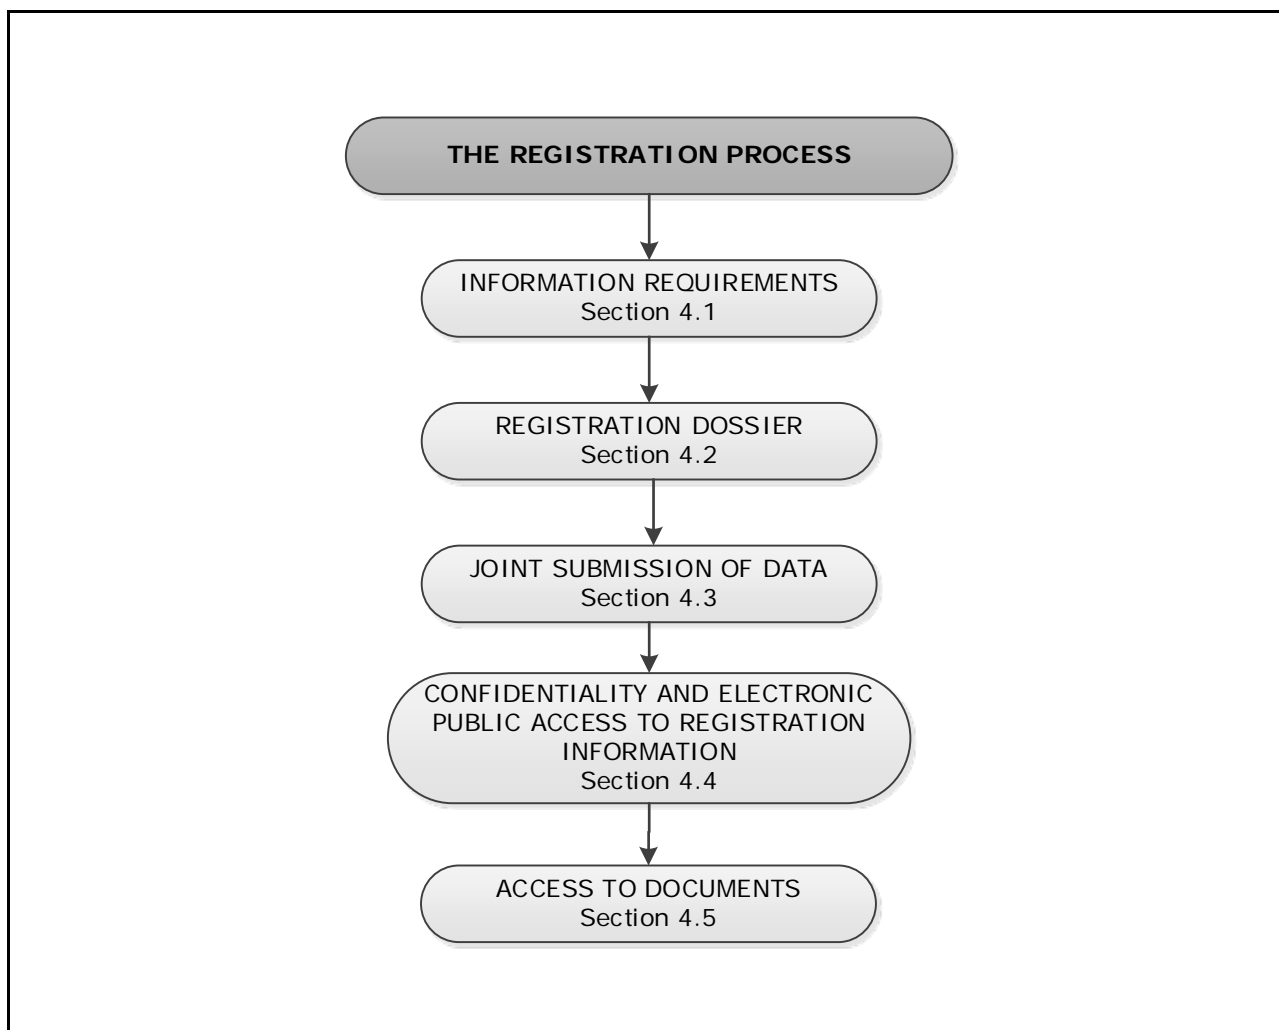 THE REGISTRATION PROCESS
INFORMATION REQUIREMENTS
Section 4.1
REGISTRATION DOSSIER
Section 4.2
JOINT SUBMISSION OF DATA
Section 4.3
CONFIDENTIALITY AND ELECTRONIC
PUBLIC ACCESS TO REGISTRATION
INFORMATION
Section 4.4
ACCESS TO DOCUMENTS
Section 4.5